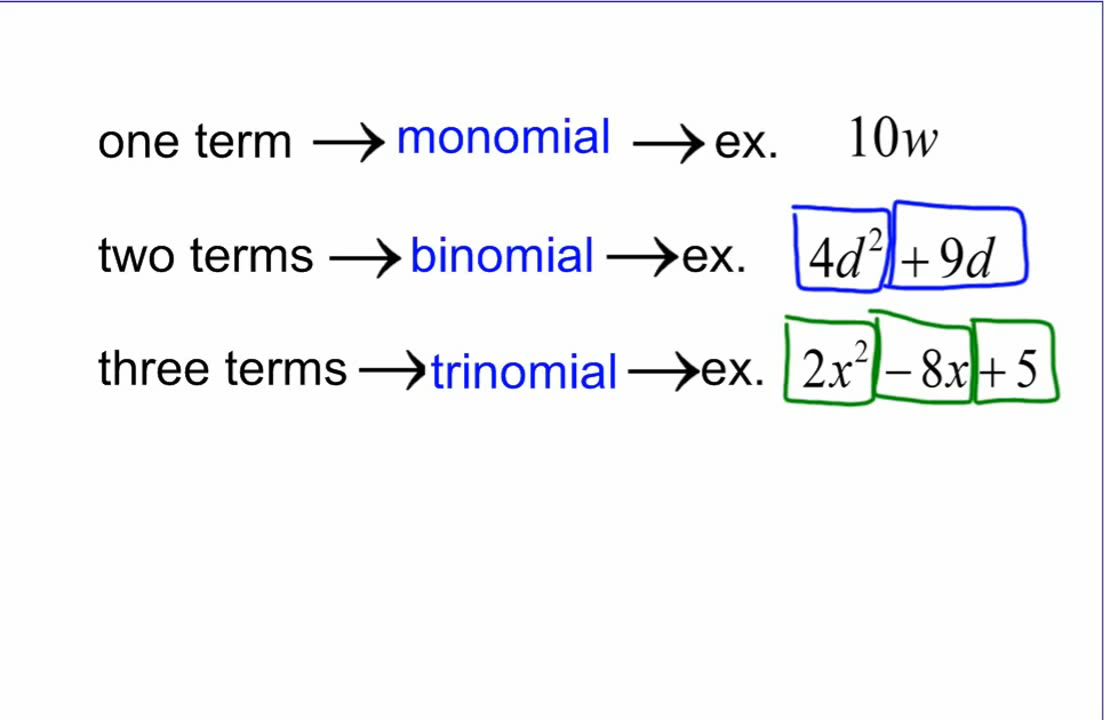 one term → monomial → ex. 10w
two terms → binomial → ex. 4d² + 9d
three terms → trinomial → ex. 2x² − 8x + 5